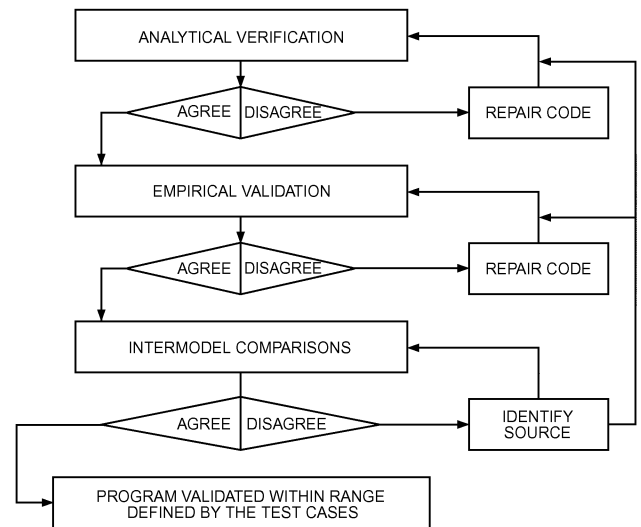 ANALYTICAL VERIFICATION
AGREE DISAGREE
REPAIR CODE
EMPIRICAL VALIDATION
AGREE DISAGREE
REPAIR CODE
INTERMODEL COMPARISONS
AGREE DISAGREE
IDENTIFY
SOURCE
PROGRAM VALIDATED WITHIN RANGE
DEFINED BY THE TEST CASES